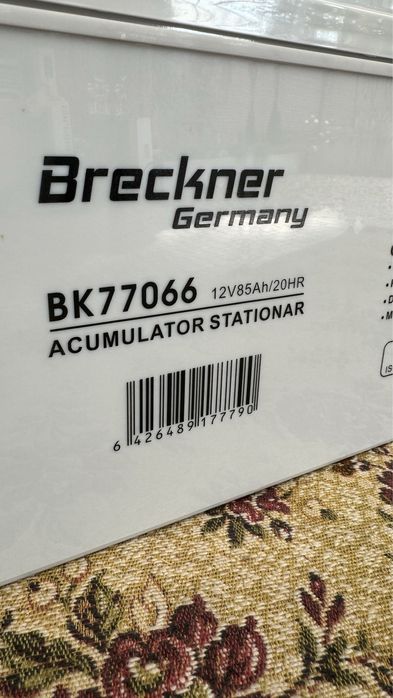 Breckner
Germany
BK77066 12V85Ah/20HR
ACUMULATOR STATIONAR
6 426489 177790